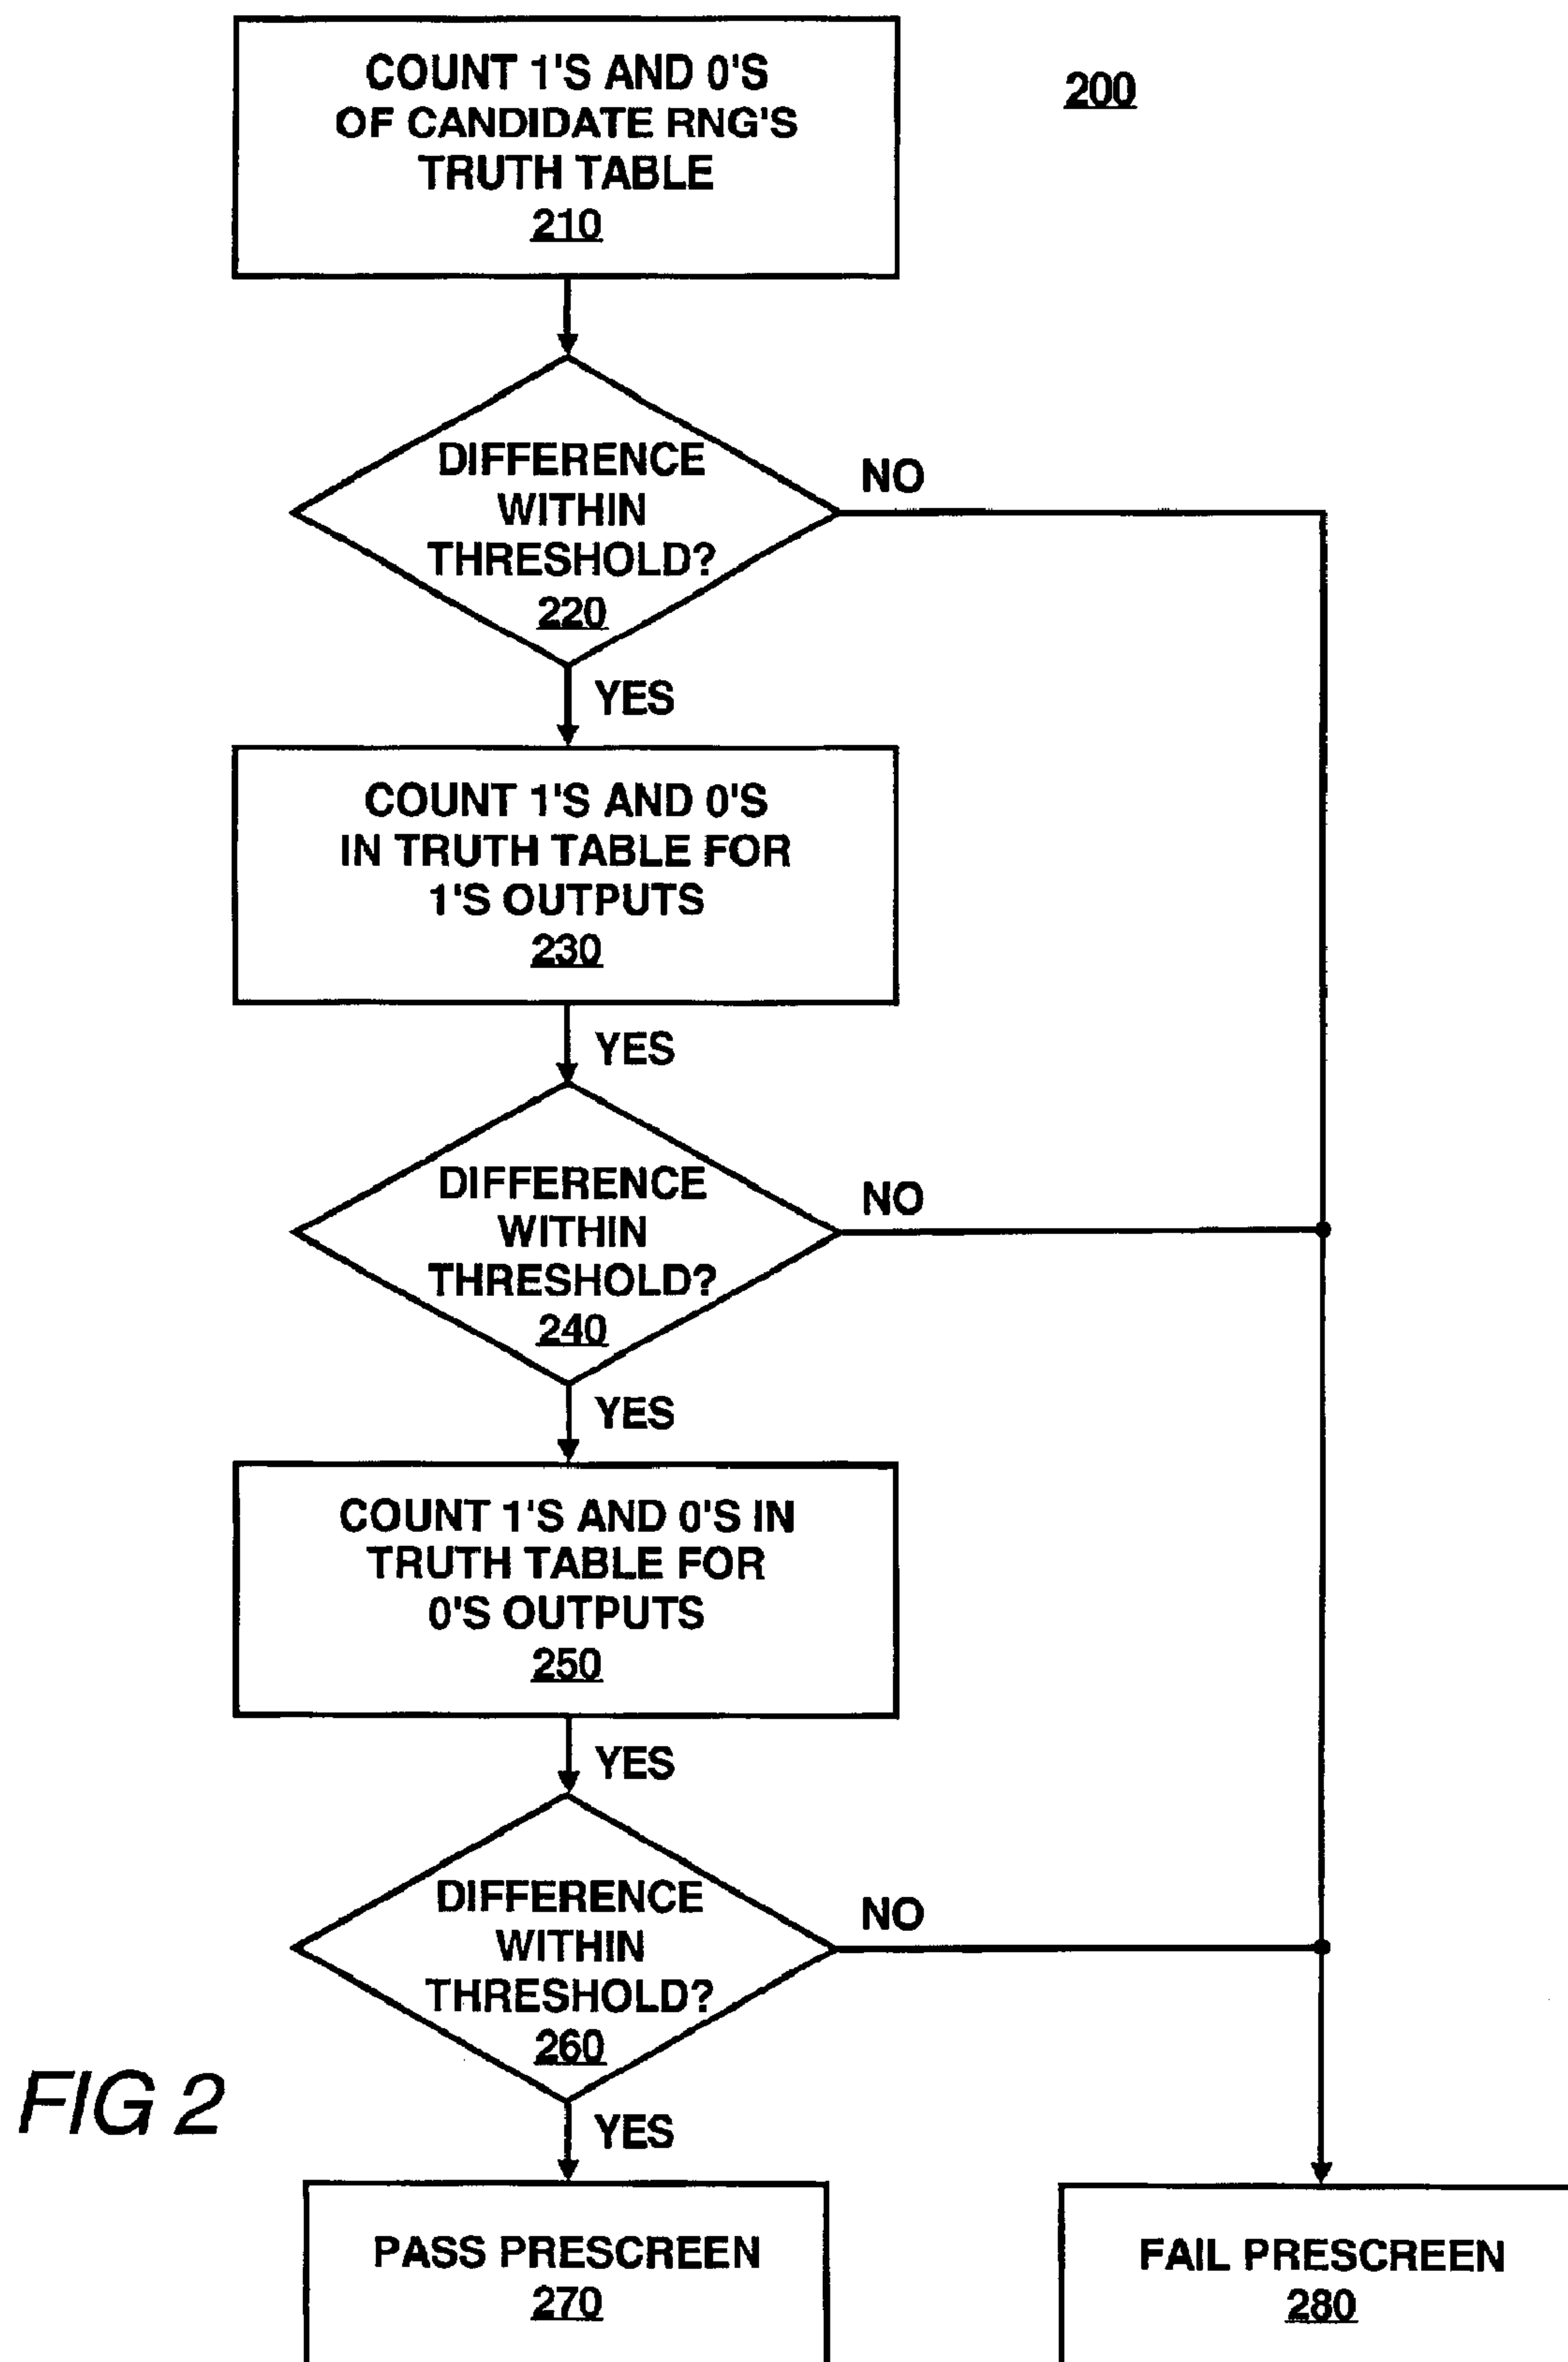 COUNT 1'S AND 0'S
OF CANDIDATE RNG'S
TRUTH TABLE
210
200
DIFFERENCE
WITHIN
THRESHOLD?
220
NO
YES
COUNT 1'S AND 0'S
IN TRUTH TABLE FOR
1'S OUTPUTS
230
YES
DIFFERENCE
WITHIN
THRESHOLD?
240
NO
YES
COUNT 1'S AND 0'S IN
TRUTH TABLE FOR
0'S OUTPUTS
250
YES
DIFFERENCE
WITHIN
THRESHOLD?
260
NO
FIG 2
YES
PASS PRESCREEN
270
FAIL PRESCREEN
280